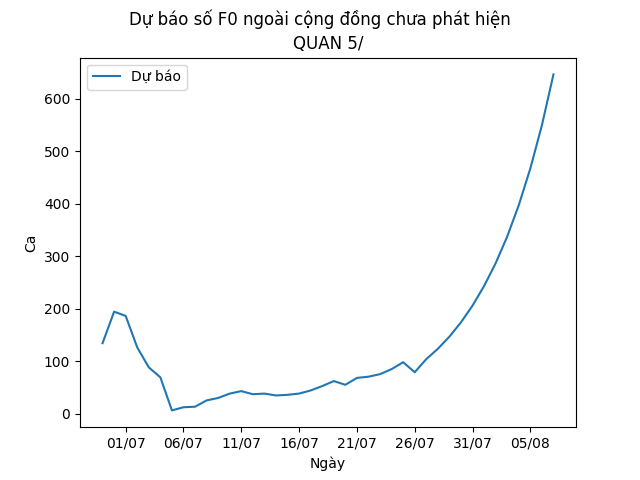 Dự báo số F0 ngoài cộng đồng chưa phát hiện
QUAN 5/
Dự báo
Ca
600
500
400
300
200
100
0
01/07 06/07 11/07 16/07 21/07 26/07 31/07 05/08
Ngày